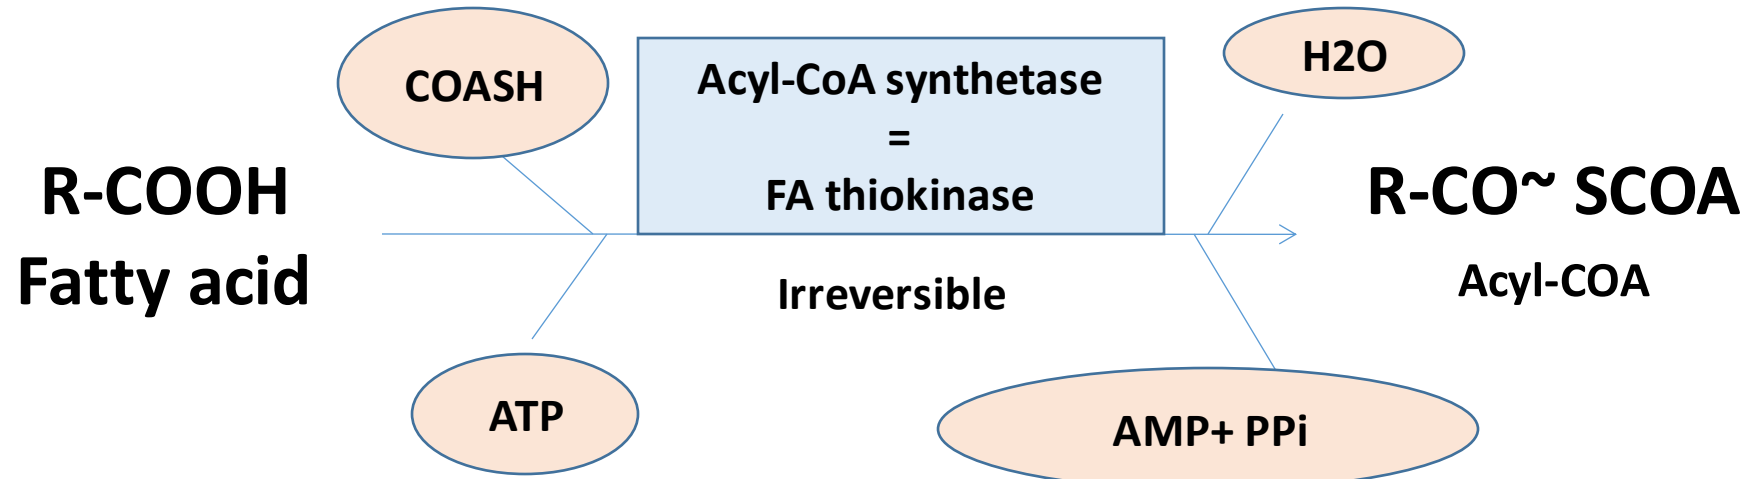 COASH
Acyl-CoA synthetase
=
FA thiokinase
H2O
R-COOH
Fatty acid
R-CO~ SCOA
Acyl-COA
Irreversible
ATP
AMP+ PPi